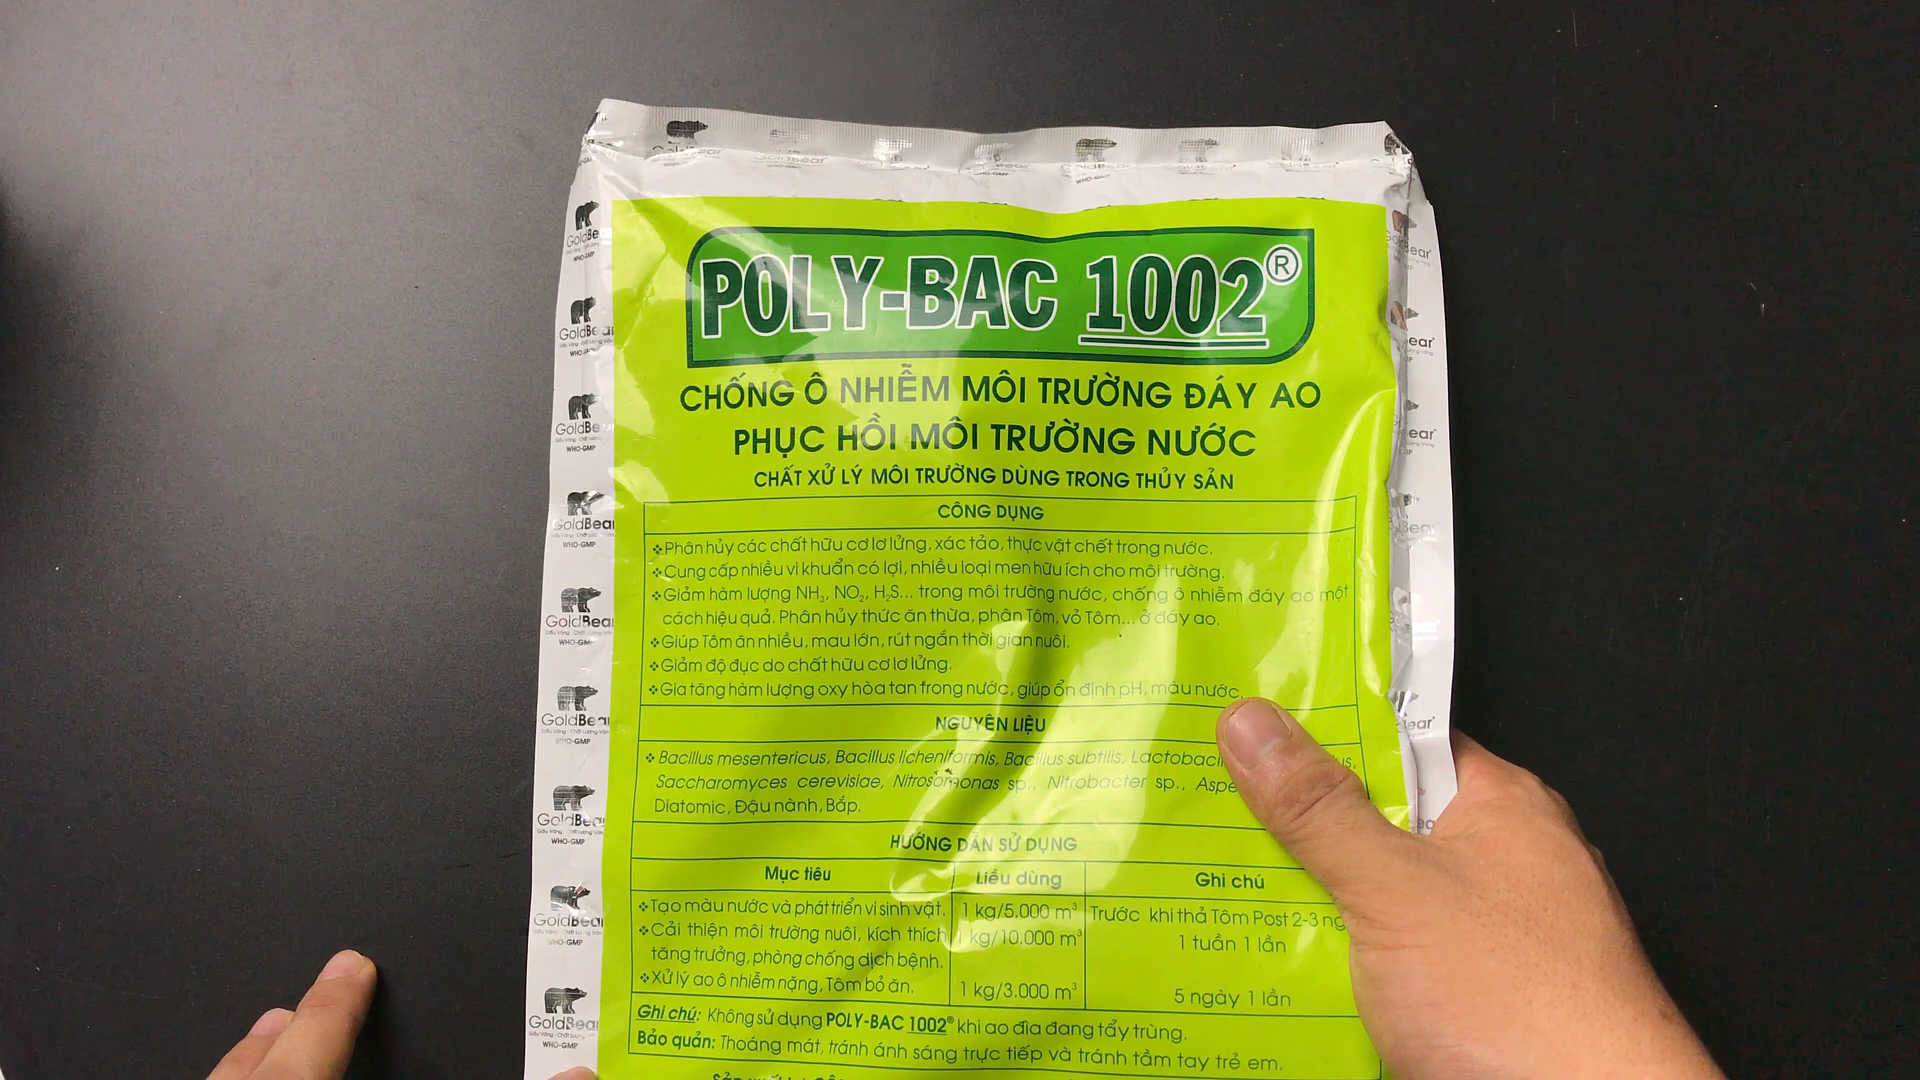 POLY-BAC 1002®
CHỐNG Ô NHIỄM MÔI TRƯỜNG ĐÁY AO
PHỤC HỒI MÔI TRƯỜNG NƯỚC
CHẤT XỬ LÝ MÔI TRƯỜNG DÙNG TRONG THỦY SẢN
CÔNG DỤNG
❖Phân hủy các chất hữu cơ lơ lửng, xác tảo, thực vật chết trong nước.
❖Cung cấp nhiều vi khuẩn có lợi, nhiều loại men hữu ích cho môi trường.
❖Giảm hàm lượng NH₃, NO₂, H₂S... trong môi trường nước, chống ô nhiễm đáy ao một
cách hiệu quả. Phân hủy thức ăn thừa, phân Tôm, vỏ Tôm... ở đáy ao.
❖Giúp Tôm ăn nhiều, mau lớn, rút ngắn thời gian nuôi.
❖Giảm độ đục do chất hữu cơ lơ lửng.
❖Gia tăng hàm lượng oxy hòa tan trong nước, giúp ổn định pH, màu nước.
NGUYÊN LIỆU
❖ Bacillus mesentericus, Bacillus licheniformis, Bacillus subtilis,
Saccharomyces cerevisiae, Nitrosomonas sp., Nitrobacter sp.,
Diatomic, Đậu nành, Bắp.
HƯỚNG DẪN SỬ DỤNG
Mục tiêu Liều dùng Ghi chú
❖Tạo màu nước và phát triển vi sinh vật. 1 kg/5.000 m³ Trước khi thả Tôm Post 2-3
❖Cải thiện môi trường nuôi, kích thích 1 kg/10.000 m³ 1 tuần 1 lần
tăng trưởng, phòng chống dịch bệnh.
❖Xử lý ao ô nhiễm nặng, Tôm bỏ ăn. 1 kg/3.000 m³ 5 ngày 1 lần
Ghi chú: Không sử dụng POLY-BAC 1002® khi ao đìa đang tẩy trùng.
Bảo quản: Thoáng mát, tránh ánh sáng trực tiếp và tránh tầm tay trẻ em.
GoldBear
WHO-GMP